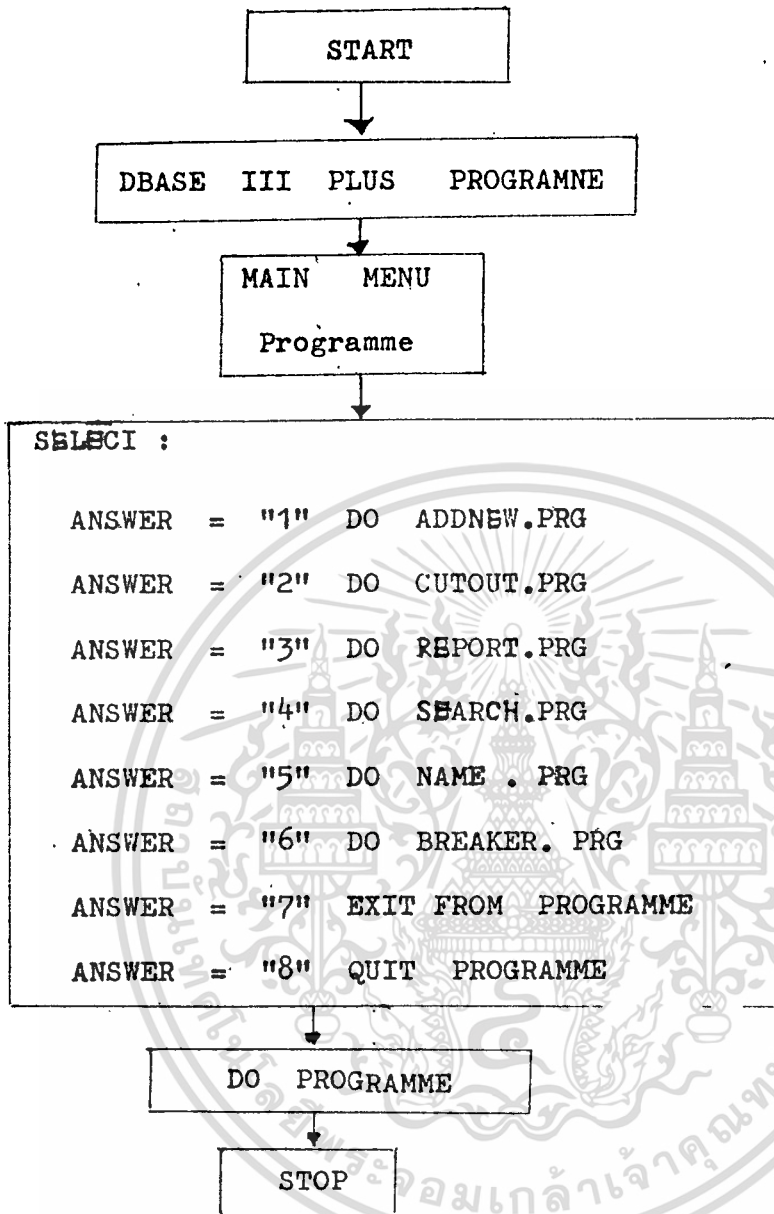 START
DBASE III PLUS PROGRAMNE
MAIN MENU
Programme
SELECI :
ANSWER = "1" DO ADDNEW.PRG
ANSWER = "2" DO CUTOUT.PRG
ANSWER = "3" DO REPORT.PRG
ANSWER = "4" DO SEARCH.PRG
ANSWER = "5" DO NAME . PRG
ANSWER = "6" DO BREAKER. PRG
ANSWER = "7" EXIT FROM PROGRAMME
ANSWER = "8" QUIT PROGRAMME
DO PROGRAMME
STOP